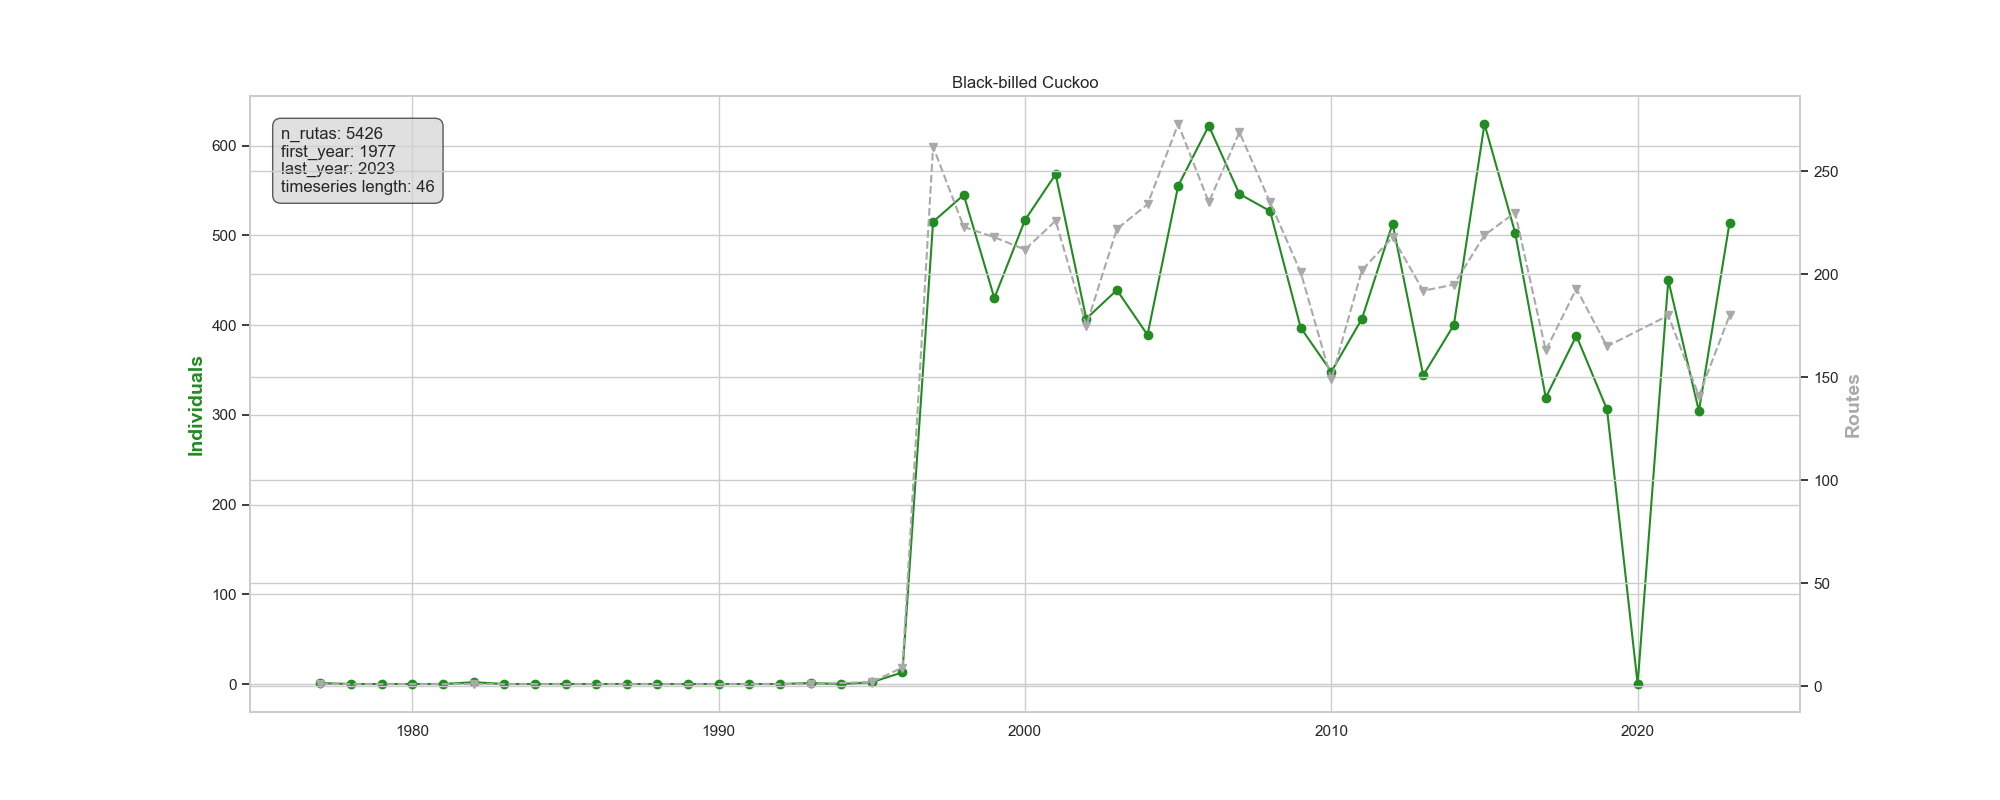 Black-billed Cuckoo
n_rutas: 5426
first_year: 1977
last_year: 2023
timeseries length: 46
600
500
400
300
200
100
0
Individuals
250
200
150
100
50
0
Routes
1980
1990
2000
2010
2020